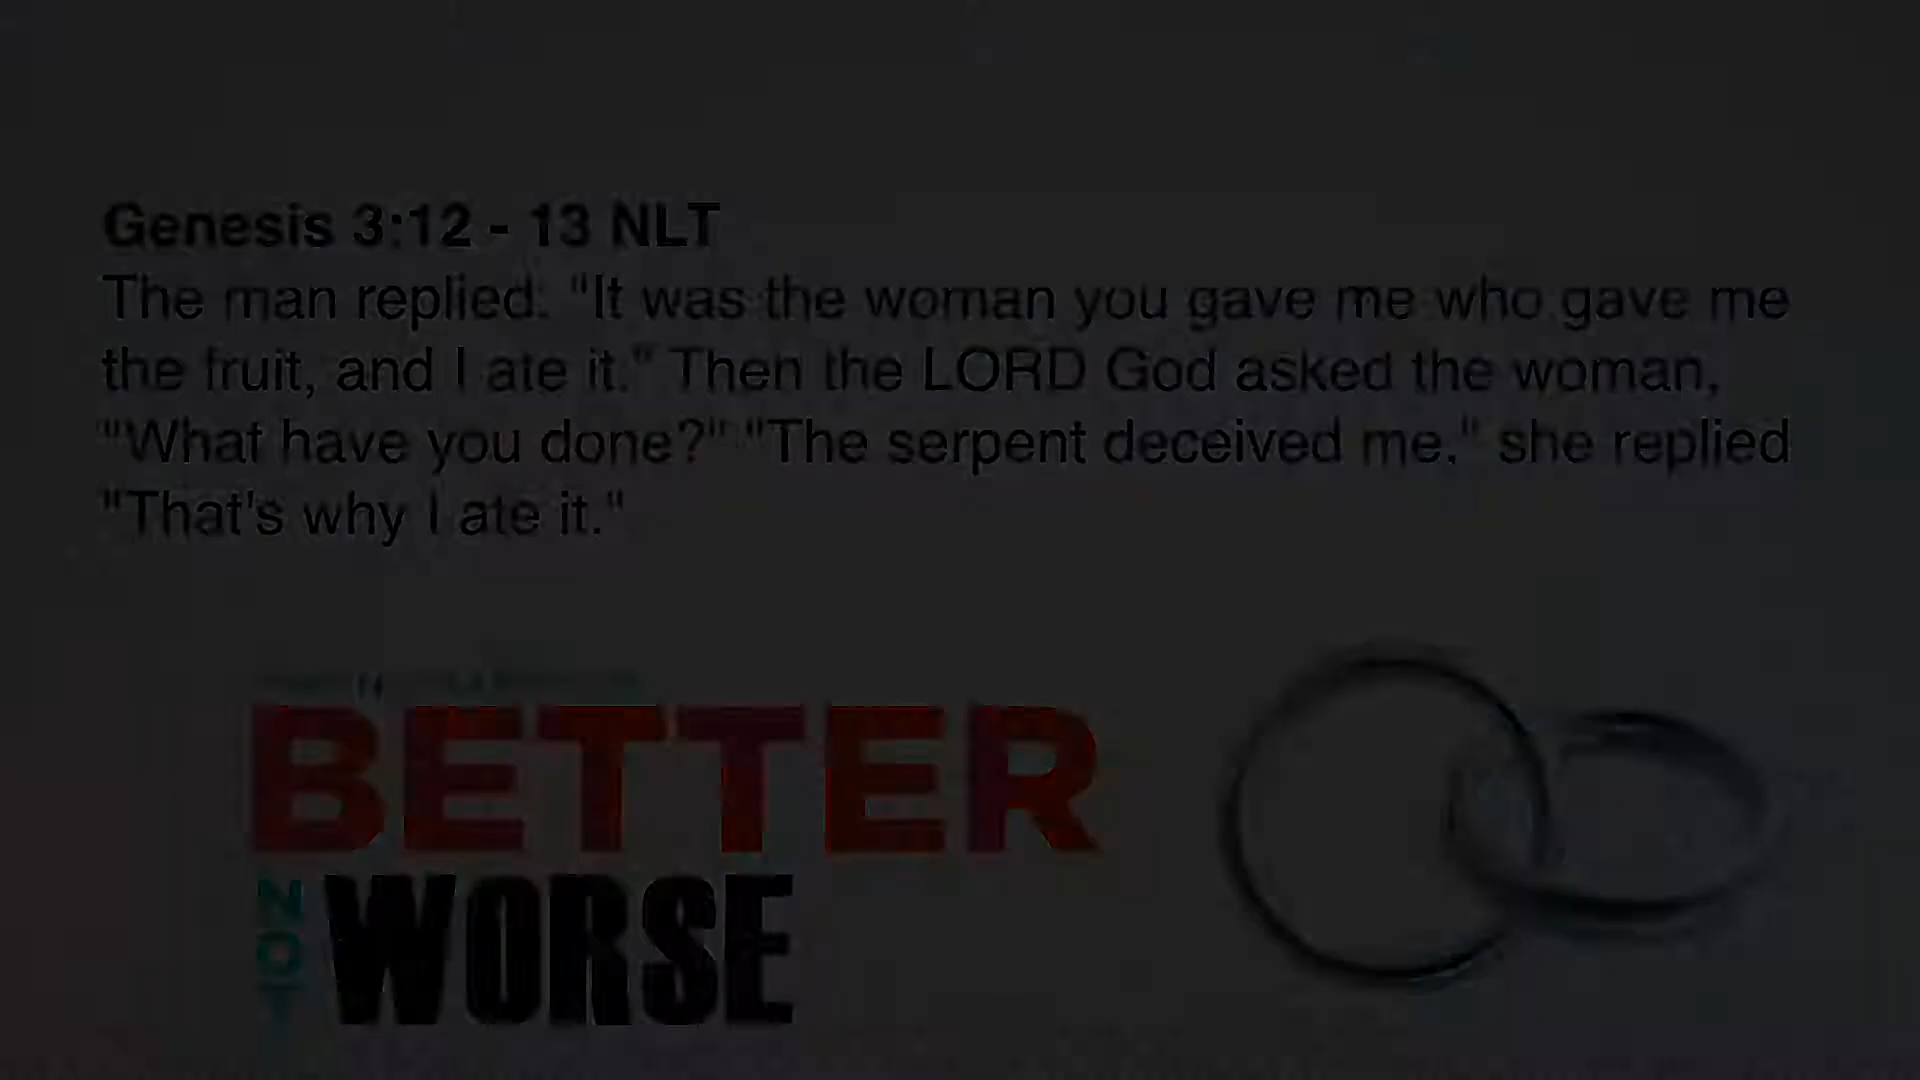 Genesis 3:12 - 13 NLT
The man replied: "It was the woman you gave me who gave me
the fruit, and I ate it." Then the LORD God asked the woman,
"What have you done?" "The serpent deceived me," she replied
"That's why I ate it."
BETTER
NOT
WORSE